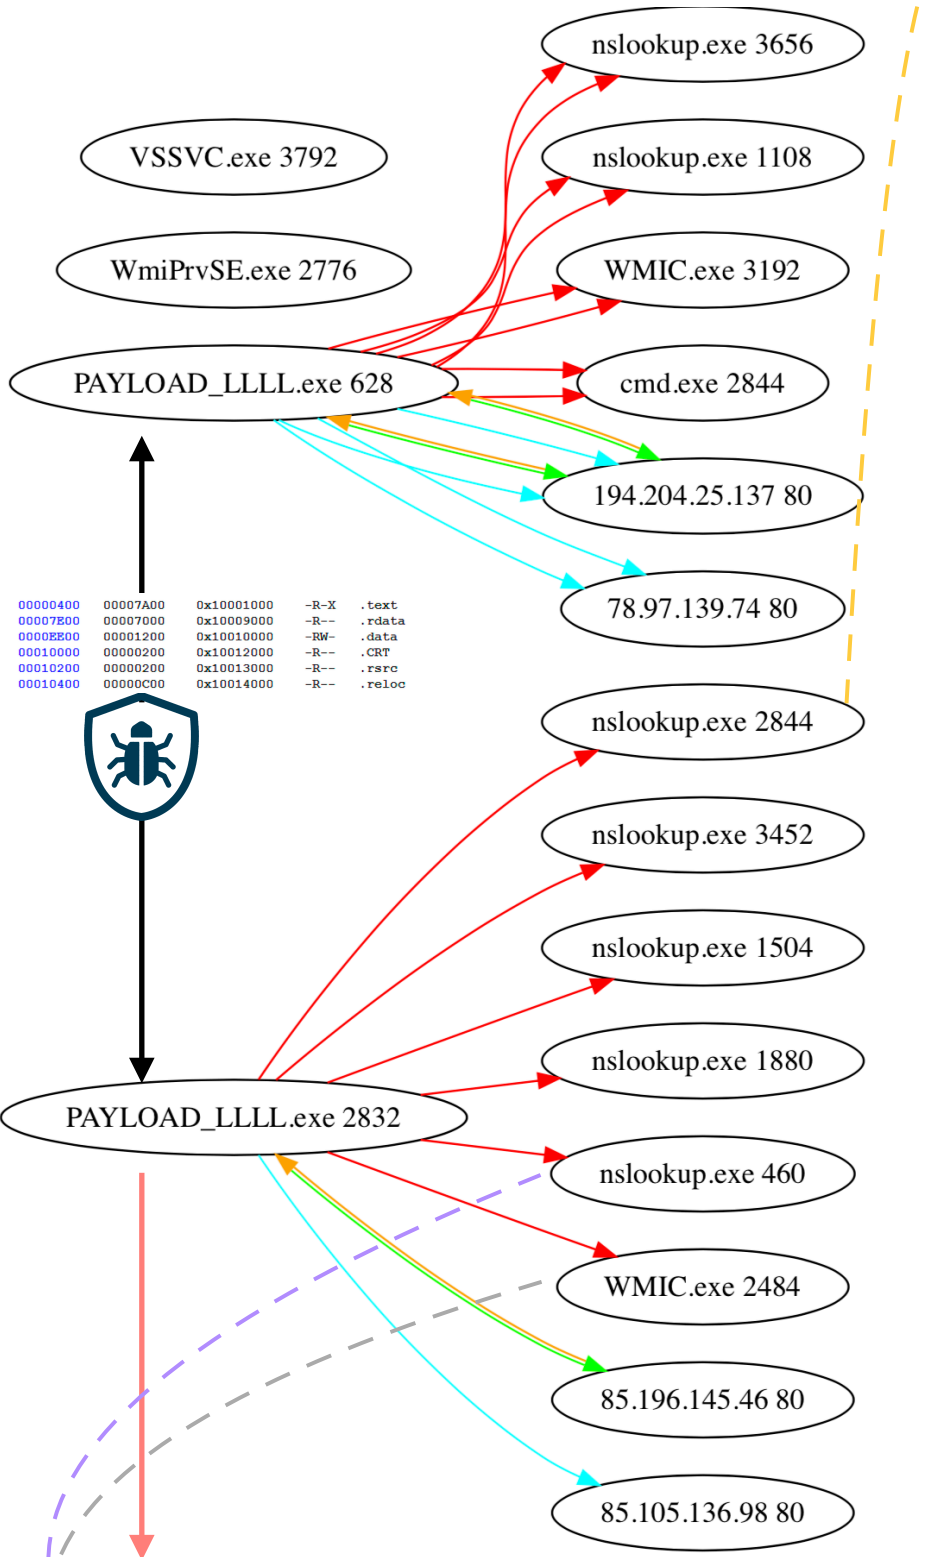 nslookup.exe 3656
VSSVC.exe 3792
nslookup.exe 1108
WmiPrvSE.exe 2776
WMIC.exe 3192
PAYLOAD_LLLL.exe 628
cmd.exe 2844
194.204.25.137 80
78.97.139.74 80
00000400 00007A00 0x10001000 -R-X .text
00007E00 00007000 0x10009000 -R-- .rdata
0000EE00 00001200 0x10010000 -RW- .data
00010000 00000200 0x10012000 -R-- .CRT
00010200 00000200 0x10013000 -R-- .rsrc
00010400 00000C00 0x10014000 -R-- .reloc
nslookup.exe 2844
nslookup.exe 3452
nslookup.exe 1504
nslookup.exe 1880
PAYLOAD_LLLL.exe 2832
nslookup.exe 460
WMIC.exe 2484
85.196.145.46 80
85.105.136.98 80